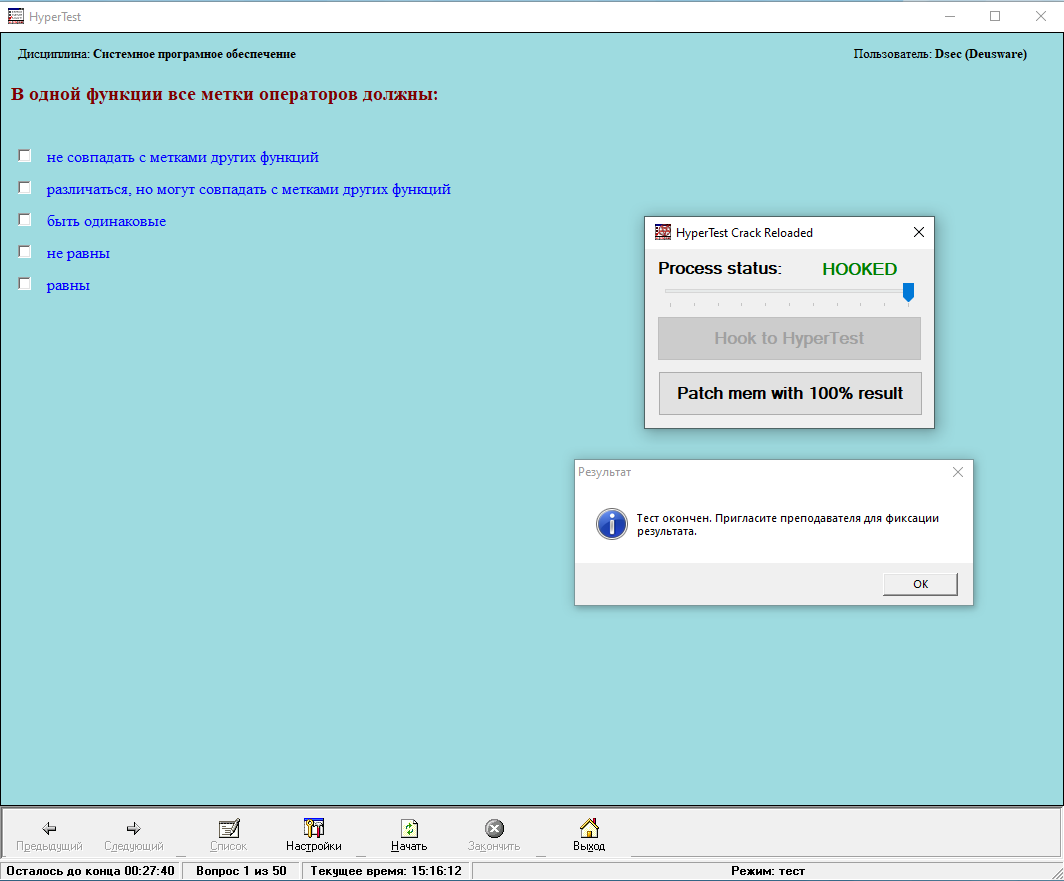 HyperTest
Дисциплина: Системное програмное обеспечение
Пользователь: Dsec (Deusware)
В одной функции все метки операторов должны:
не совпадать с метками других функций
различаться, но могут совпадать с метками других функций
быть одинаковые
не равны
равны
HyperTest Crack Reloaded
Process status: HOOKED
Hook to HyperTest
Patch mem with 100% result
Результат
Тест окончен. Пригласите преподавателя для фиксации
результата.
OK
Предыдущий Следующий Список Настройки Начать Закончить Выход
Осталось до конца 00:27:40 Вопрос 1 из 50 Текущее время: 15:16:12 Режим: тест